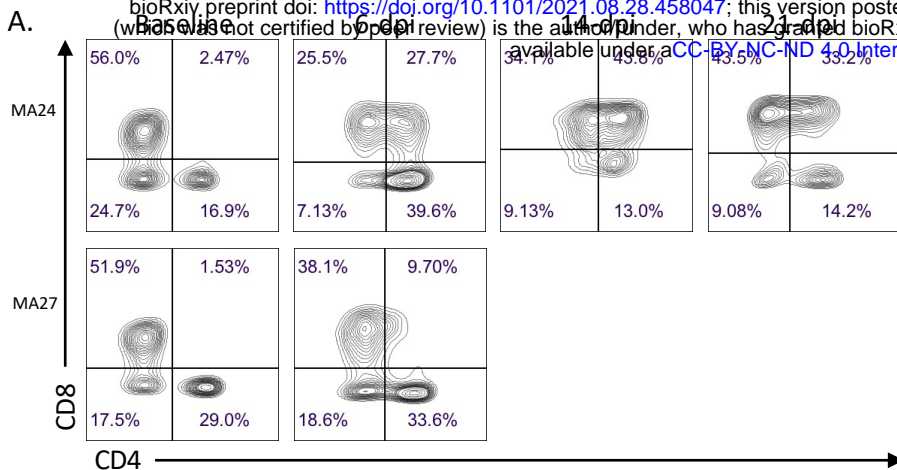 bioRxiv preprint doi: https://doi.org/10.1101/2021.08.28.458047; this version poste
(which was not certified by peer review) is the author/funder, who has granted bioR
available under aCC-BY-NC-ND 4.0 Inter
A.
Baseline 6-dpi 14-dpi 21-dpi
MA24
56.0% 2.47% 25.5% 27.7% 34.1% 43.8% 43.5% 33.2%
24.7% 16.9% 7.13% 39.6% 9.13% 13.0% 9.08% 14.2%
MA27
51.9% 1.53% 38.1% 9.70%
17.5% 29.0% 18.6% 33.6%
CD8
CD4